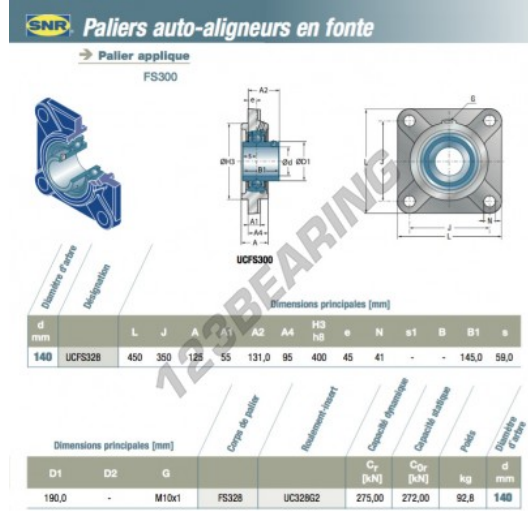 SNR Paliers auto-aligneurs en fonte
Palier applique
FS300
A2
e
G
ØH3
s
B1
Ød
ØD1
L
J
A1
A4
A
N
J
L
UCFS300
123BEARING
Diamètre d'arbre
Désignation
Dimensions principales [mm]
d mm L J A A1 A2 A4 H3 h8 e N s1 B B1 s
140 UCFS328 450 350 125 55 131,0 95 400 45 41 - - 145,0 59,0
Dimensions principales [mm]
Corps de palier
Roulement-insert
Capacité dynamique
Capacité statique
Poids
Diamètre d'arbre
D1 D2 G Cr [kN] C0r [kN] kg d mm
190,0 - M10x1 FS328 UC328G2 275,00 272,00 92,8 140